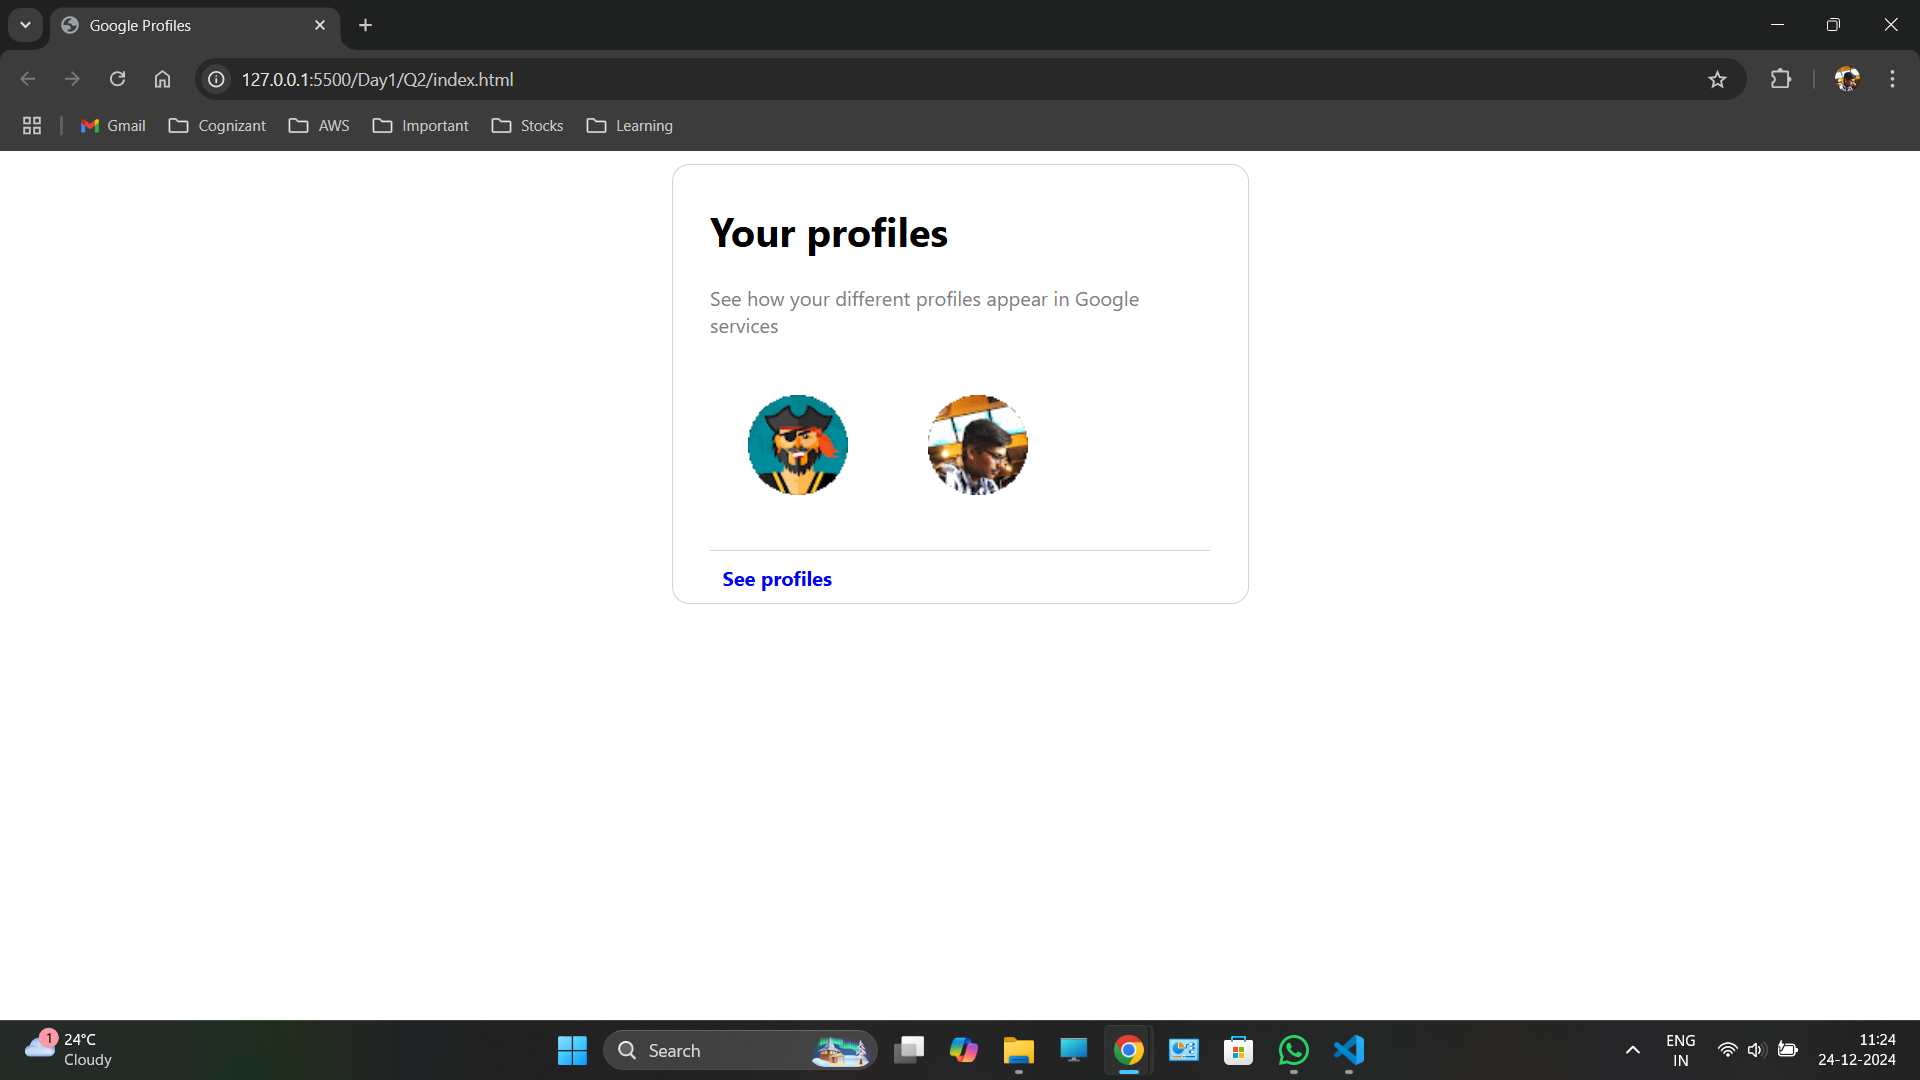 Google Profiles
127.0.0.1:5500/Day1/Q2/index.html
Gmail
Cognizant
AWS
Important
Stocks
Learning
Your profiles
See how your different profiles appear in Google
services
See profiles
1
24°C
Cloudy
Search
ENG
IN
11:24
24-12-2024